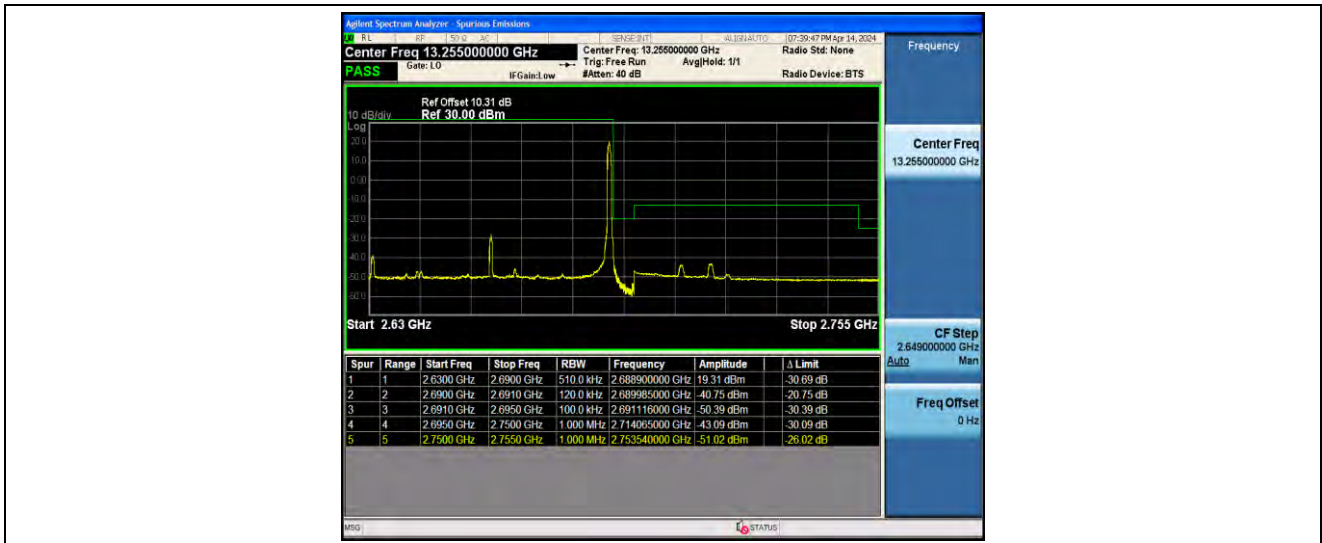 Agilent Spectrum Analyzer - Spurious Emissions
RL RF 50 Ω AC SENSE:INT ALIGNAUTO 07:39:47 PM Apr 14, 2024
Center Freq 13.255000000 GHz Center Freq: 13.255000000 GHz Radio Std: None Frequency
PASS Gate: LO Trig: Free Run Avg|Hold: 1/1
IFGain:Low #Atten: 40 dB Radio Device: BTS
Ref Offset 10.31 dB
10 dB/div Ref 30.00 dBm
Log
20.0
10.0
0.00
-10.0
-20.0
-30.0
-40.0
-50.0
-60.0
Start 2.63 GHz Stop 2.755 GHz
Center Freq
13.255000000 GHz
CF Step
2.649000000 GHz
Auto Man
Freq Offset
0 Hz
Spur Range Start Freq Stop Freq RBW Frequency Amplitude Δ Limit
1 1 2.6300 GHz 2.6900 GHz 510.0 kHz 2.688900000 GHz 19.31 dBm -30.69 dB
2 2 2.6900 GHz 2.6910 GHz 120.0 kHz 2.689985000 GHz -40.75 dBm -20.75 dB
3 3 2.6910 GHz 2.6950 GHz 100.0 kHz 2.691116000 GHz -50.39 dBm -30.39 dB
4 4 2.6950 GHz 2.7500 GHz 1.000 MHz 2.714065000 GHz -43.09 dBm -30.09 dB
5 5 2.7500 GHz 2.7550 GHz 1.000 MHz 2.753540000 GHz -51.02 dBm -26.02 dB
MSG STATUS